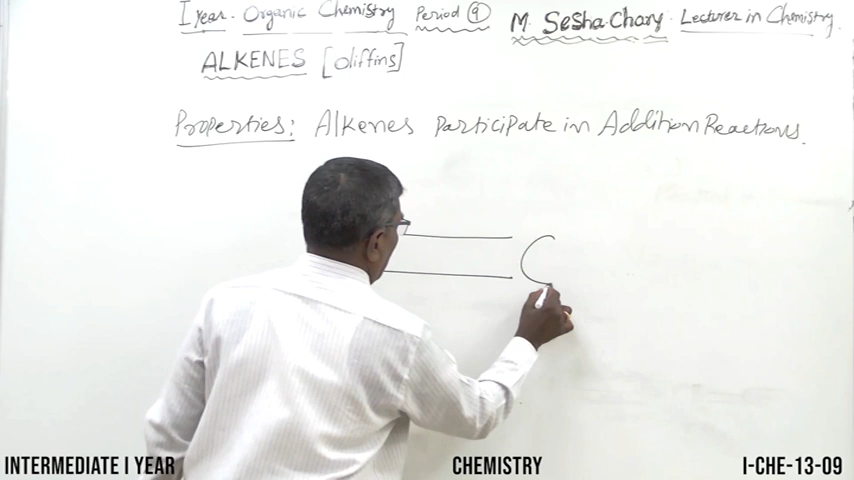 I year. Organic Chemistry Period 9 M. Sesha Chary Lecturer in Chemistry.
ALKENES [oliffins]
Properties: Alkenes participate in Addition Reactions.
C
INTERMEDIATE I YEAR CHEMISTRY I-CHE-13-09